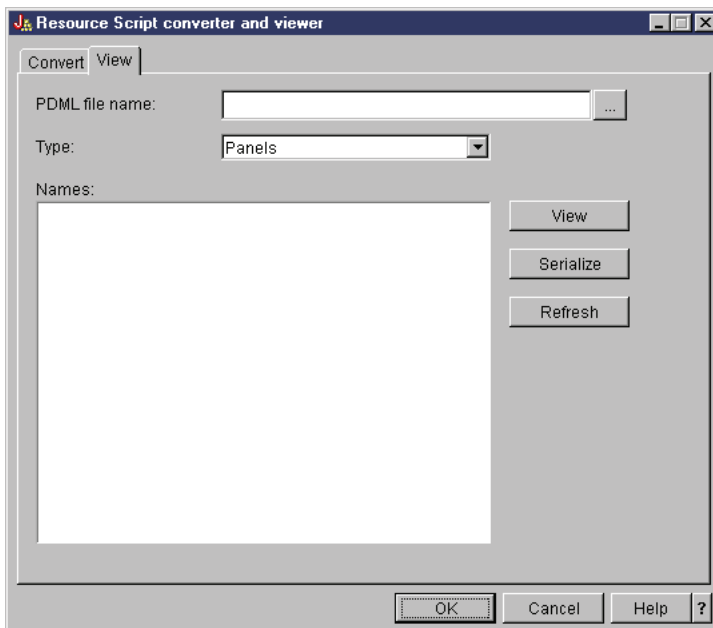 Resource Script converter and viewer
Convert View
PDML file name:
...
Type:
Panels
Names:
View
Serialize
Refresh
OK Cancel Help ?